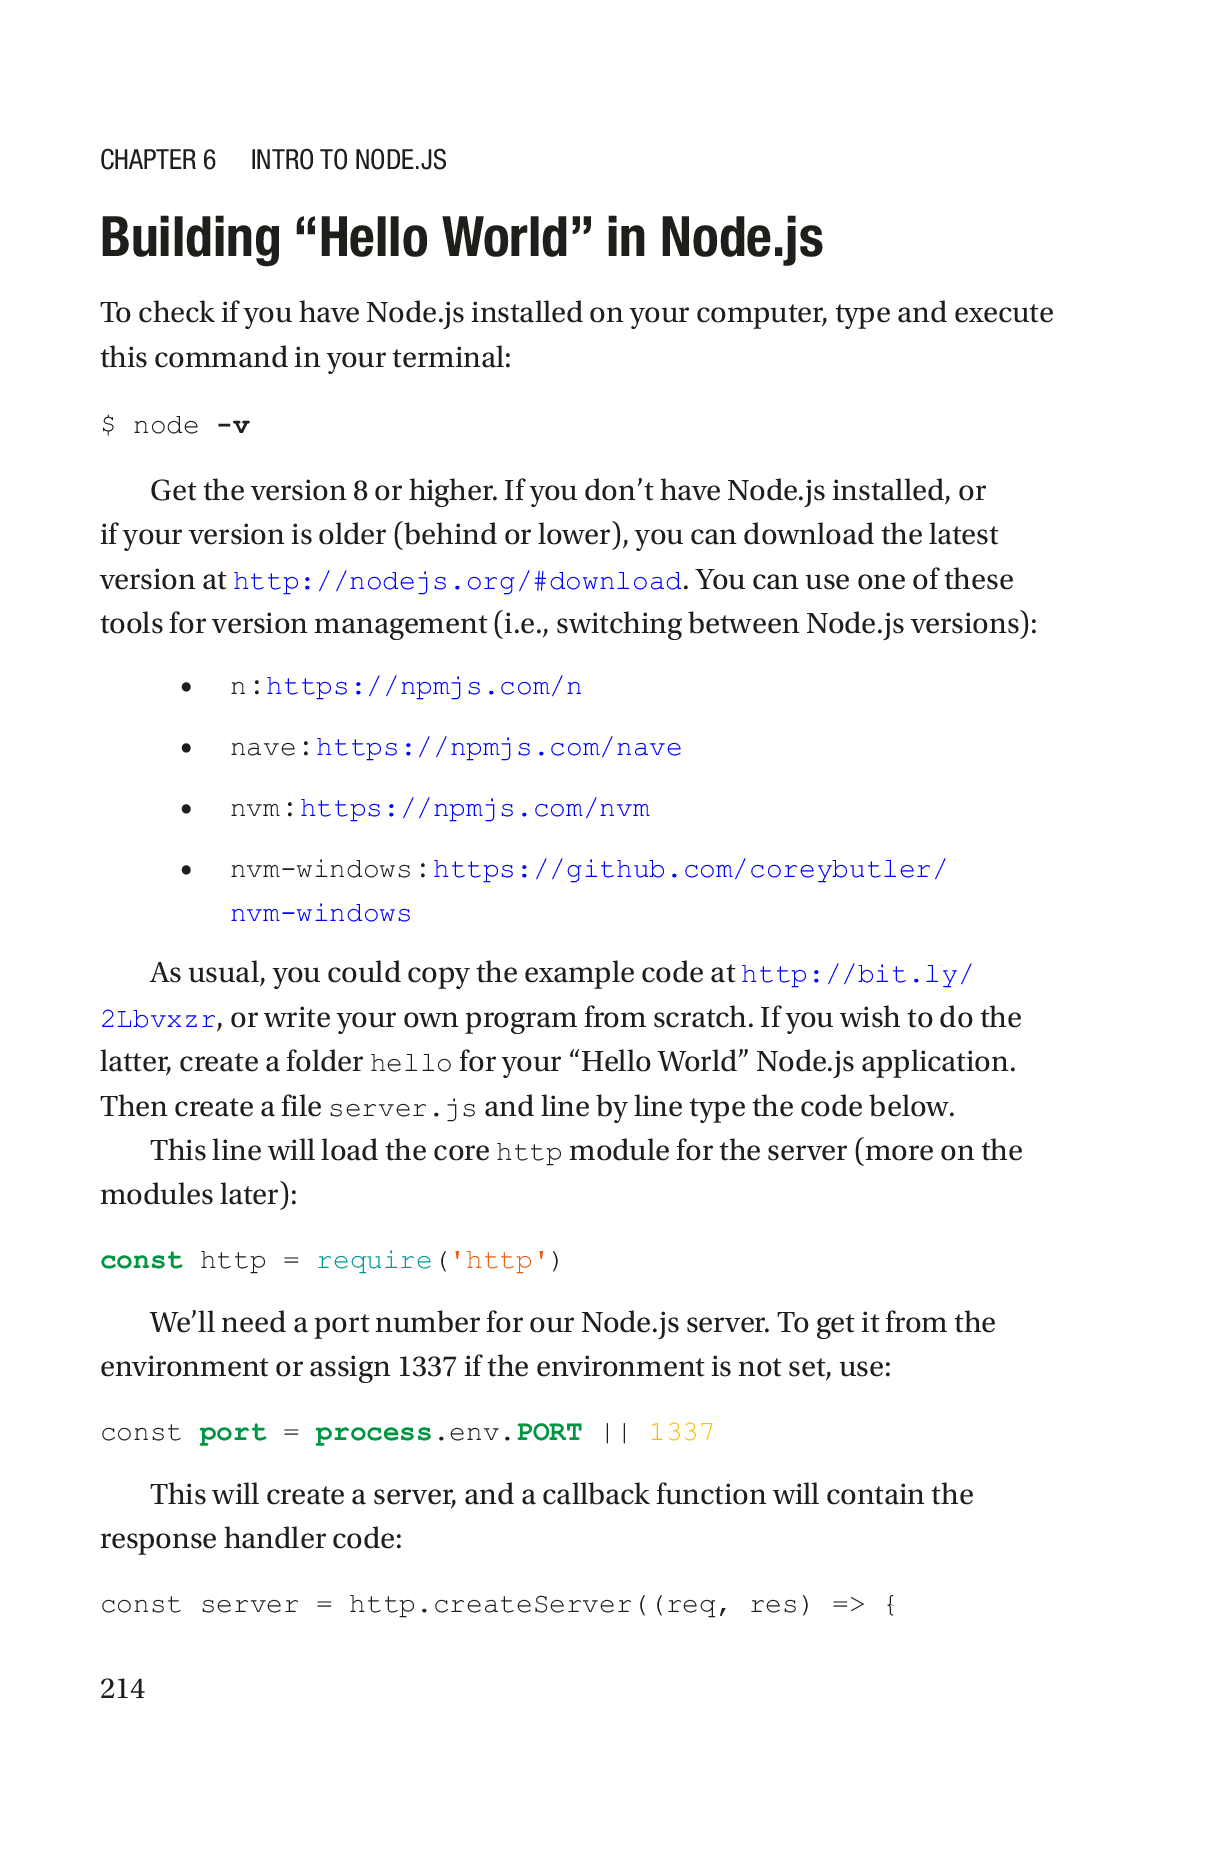 CHAPTER 6 INTRO TO NODE.JS
Building “Hello World” in Node.js
To check if you have Node.js installed on your computer, type and execute
this command in your terminal:
$ node -v
Get the version 8 or higher. If you don’t have Node.js installed, or
if your version is older (behind or lower), you can download the latest
version at http://nodejs.org/#download. You can use one of these
tools for version management (i.e., switching between Node.js versions):
• n:https://npmjs.com/n
• nave:https://npmjs.com/nave
• nvm:https://npmjs.com/nvm
• nvm-windows:https://github.com/coreybutler/
nvm-windows
As usual, you could copy the example code at http://bit.ly/
2Lbvxzr, or write your own program from scratch. If you wish to do the
latter, create a folder hello for your “Hello World” Node.js application.
Then create a file server.js and line by line type the code below.
This line will load the core http module for the server (more on the
modules later):
const http = require('http')
We’ll need a port number for our Node.js server. To get it from the
environment or assign 1337 if the environment is not set, use:
const port = process.env.PORT || 1337
This will create a server, and a callback function will contain the
response handler code:
const server = http.createServer((req, res) => {
214